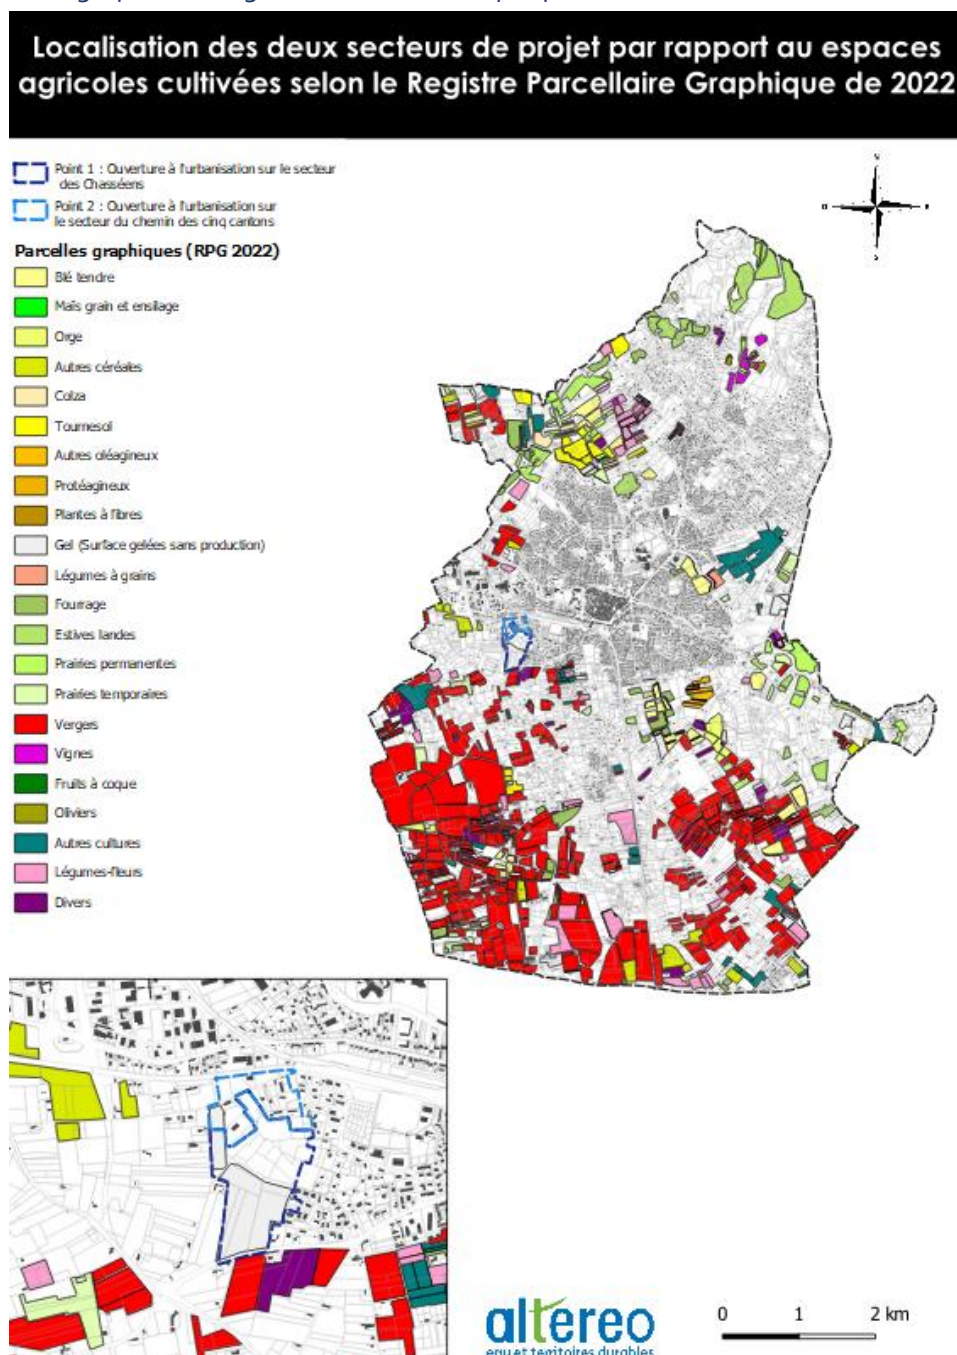 Localisation des deux secteurs de projet par rapport au espaces
agricoles cultivées selon le Registre Parcellaire Graphique de 2022
Point 1 : Ouverture à l'urbanisation sur le secteur
des Chasséens
Point 2 : Ouverture à l'urbanisation sur
le secteur du chemin des cinq cantons
Parcelles graphiques (RPG 2022)
Blé tendre
Maïs grain et ensilage
Orge
Autres céréales
Colza
Tournesol
Autres oléagineux
Protéagineux
Plantes à fibres
Gel (Surface gelées sans production)
Légumes à grains
Fourrage
Estives landes
Prairies permanentes
Prairies temporaires
Vergers
Vignes
Fruits à coque
Oliviers
Autres cultures
Légumes-fleurs
Divers
altereo
eau et territoires durables
0 1 2 km